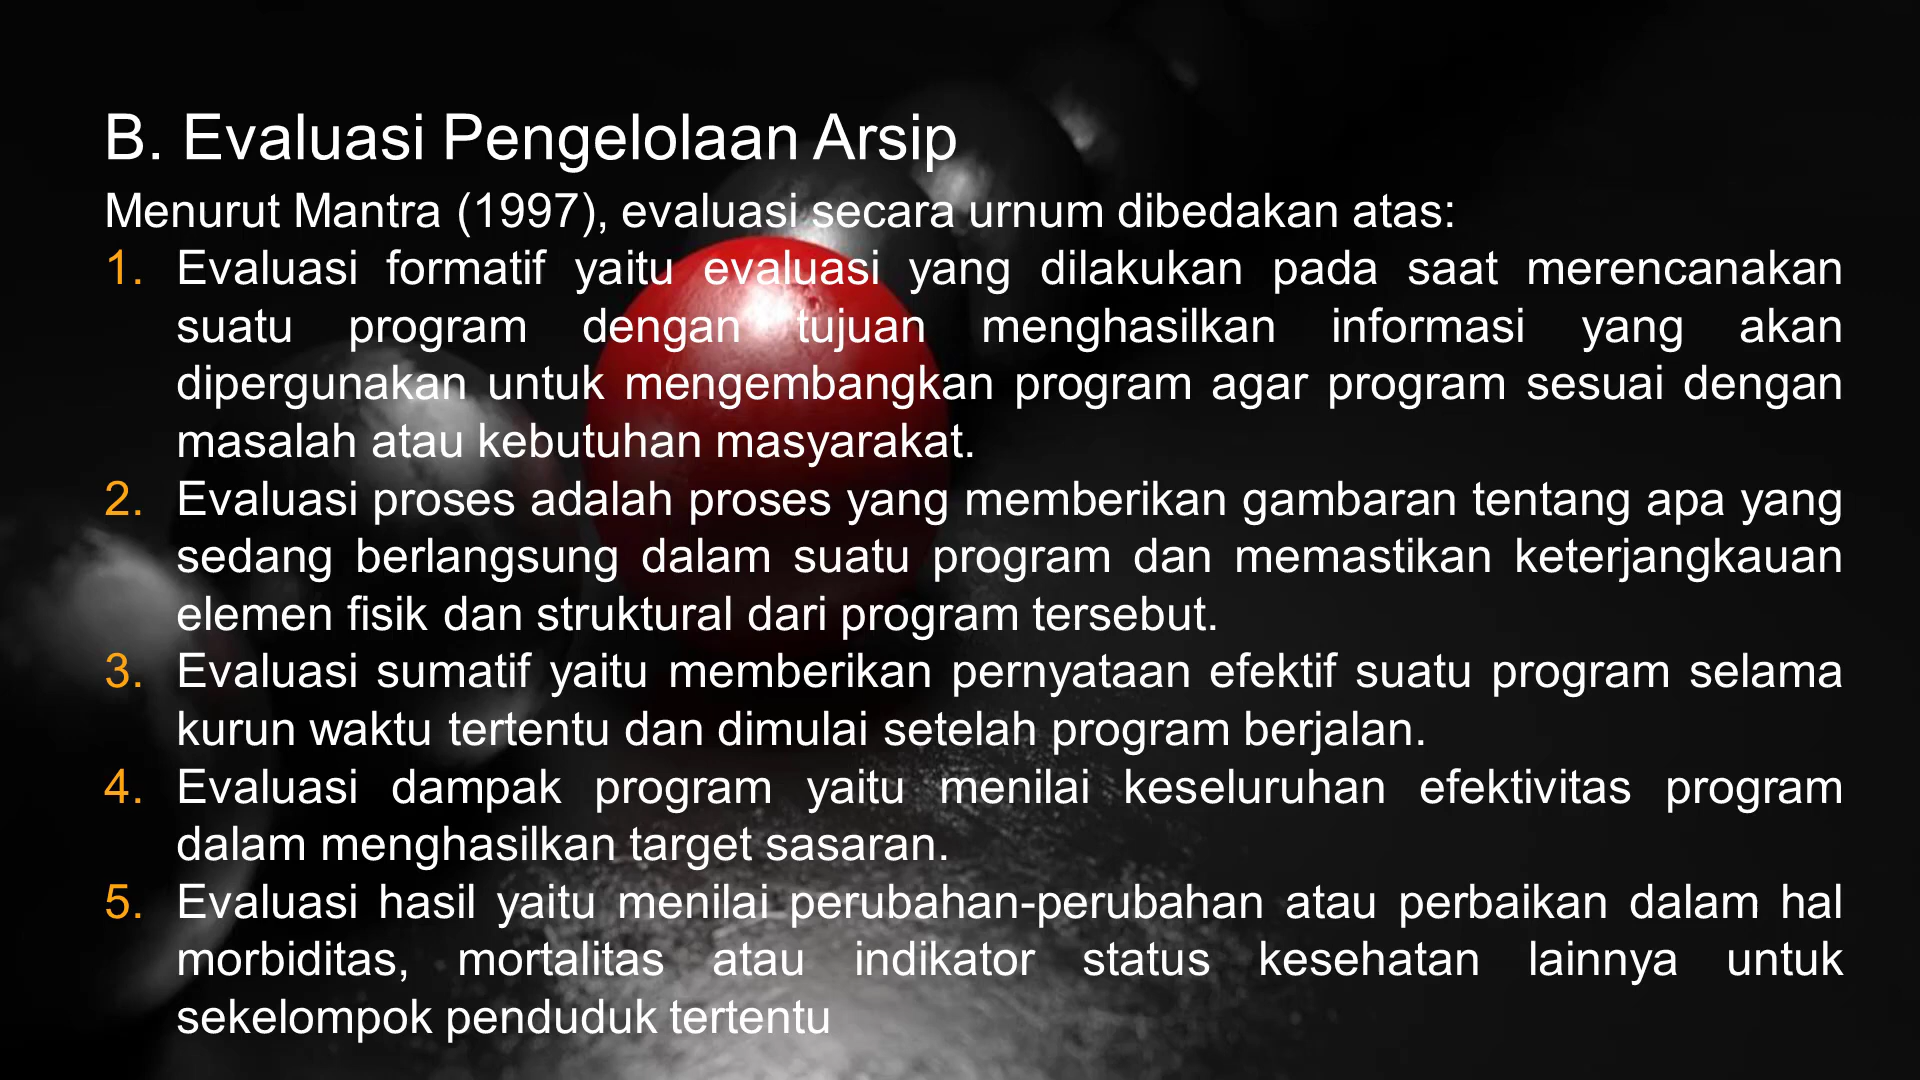 B. Evaluasi Pengelolaan Arsip
Menurut Mantra (1997), evaluasi secara urnum dibedakan atas:
1. Evaluasi formatif yaitu evaluasi yang dilakukan pada saat merencanakan
suatu program dengan tujuan menghasilkan informasi yang akan
dipergunakan untuk mengembangkan program agar program sesuai dengan
masalah atau kebutuhan masyarakat.
2. Evaluasi proses adalah proses yang memberikan gambaran tentang apa yang
sedang berlangsung dalam suatu program dan memastikan keterjangkauan
elemen fisik dan struktural dari program tersebut.
3. Evaluasi sumatif yaitu memberikan pernyataan efektif suatu program selama
kurun waktu tertentu dan dimulai setelah program berjalan.
4. Evaluasi dampak program yaitu menilai keseluruhan efektivitas program
dalam menghasilkan target sasaran.
5. Evaluasi hasil yaitu menilai perubahan-perubahan atau perbaikan dalam hal
morbiditas, mortalitas atau indikator status kesehatan lainnya untuk
sekelompok penduduk tertentu